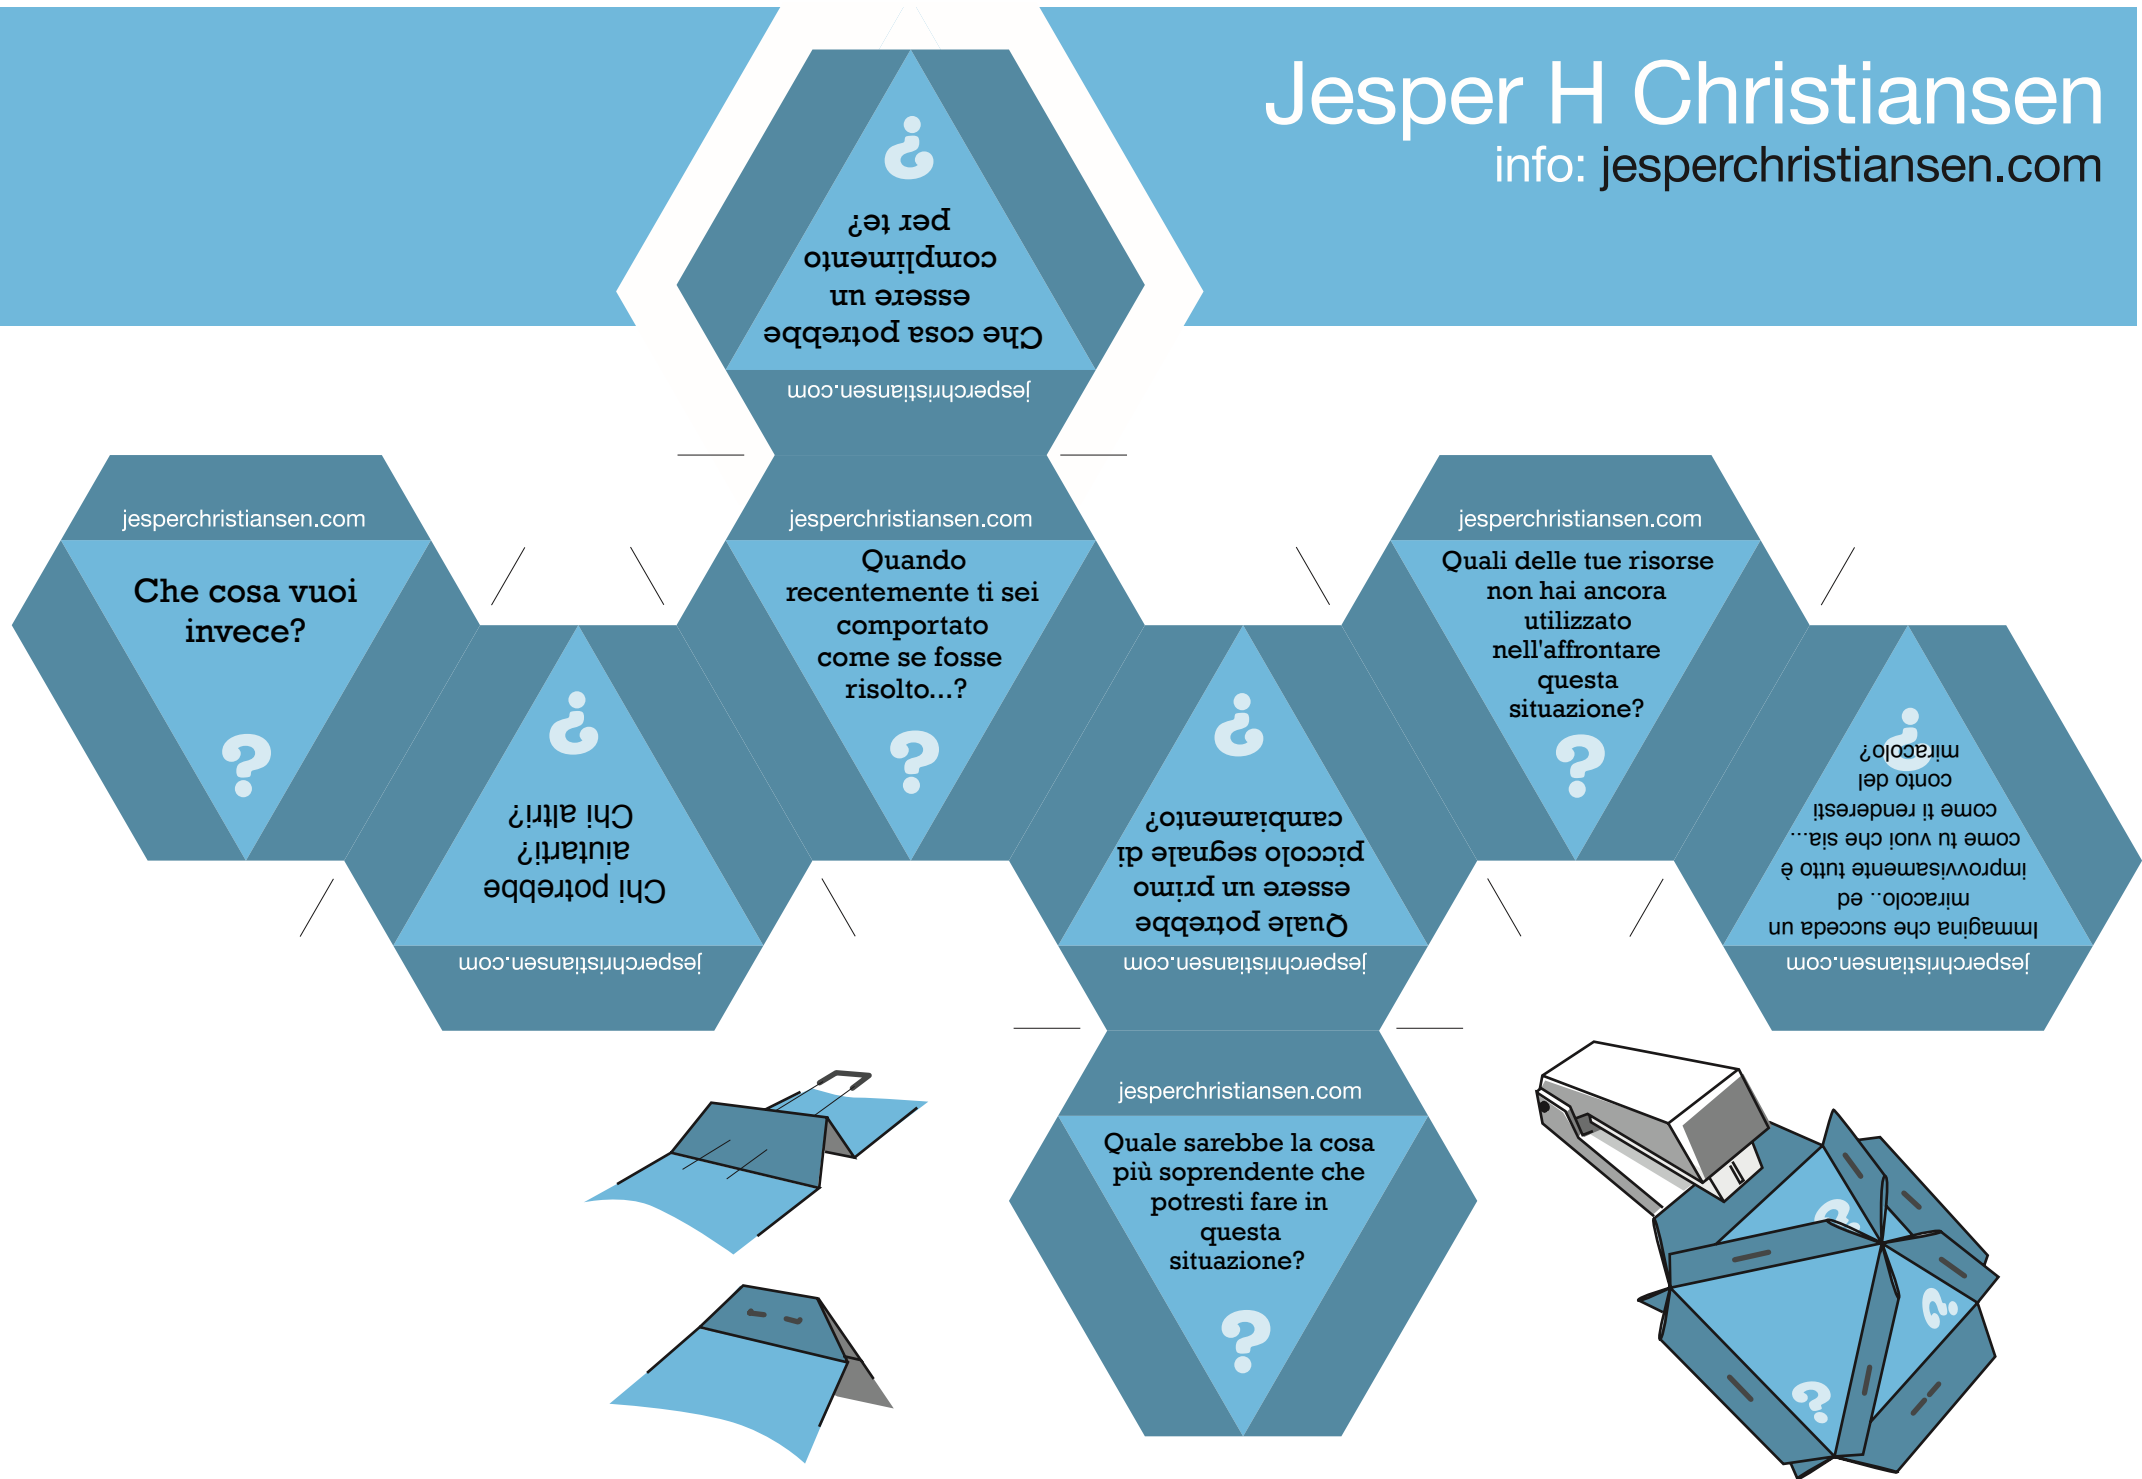 Jesper H Christiansen
info: jesperchristiansen.com
Che cosa potrebbe
essere un
complimento
per te?
jesperchristiansen.com
jesperchristiansen.com
Che cosa vuoi
invece?
Chi potrebbe
aiutarti?
Chi altri?
jesperchristiansen.com
jesperchristiansen.com
Quando
recentemente ti sei
comportato
come se fosse
risolto...?
Quale potrebbe
essere un primo
piccolo segnale di
cambiamento?
jesperchristiansen.com
jesperchristiansen.com
Quali delle tue risorse
non hai ancora
utilizzato
nell'affrontare
questa
situazione?
Immagina che succeda un
miracolo.. ed
improvvisamente tutto è
come tu vuoi che sia...
come ti renderesti
conto del
miracolo?
jesperchristiansen.com
jesperchristiansen.com
Quale sarebbe la cosa
più soprendente che
potresti fare in
questa
situazione?